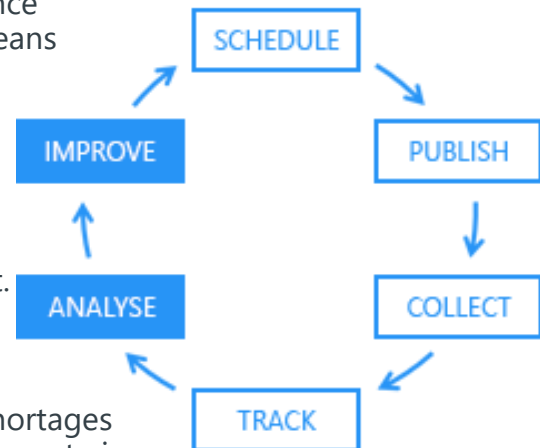 SCHEDULE
IMPROVE
PUBLISH
ANALYSE
COLLECT
TRACK